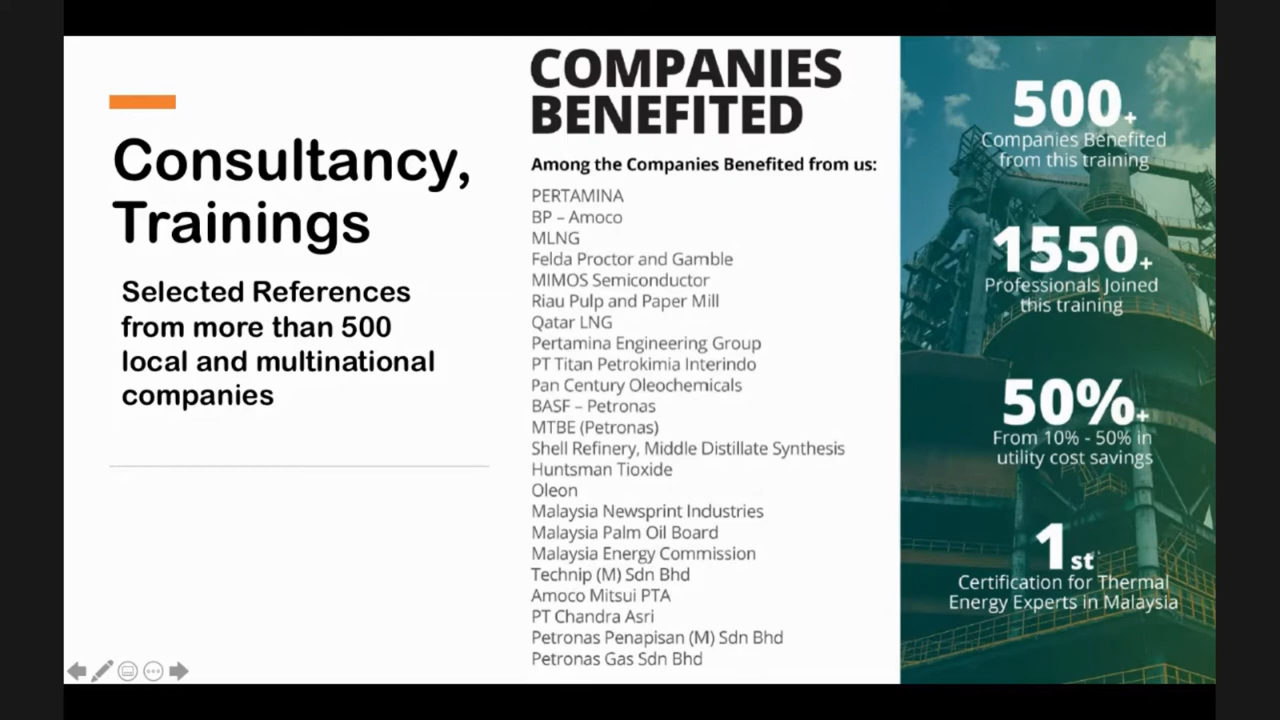 Consultancy,
Trainings
Selected References
from more than 500
local and multinational
companies
COMPANIES
BENEFITED
Among the Companies Benefited from us:
PERTAMINA
BP – Amoco
MLNG
Felda Proctor and Gamble
MIMOS Semiconductor
Riau Pulp and Paper Mill
Qatar LNG
Pertamina Engineering Group
PT Titan Petrokimia Interindo
Pan Century Oleochemicals
BASF – Petronas
MTBE (Petronas)
Shell Refinery, Middle Distillate Synthesis
Huntsman Tioxide
Oleon
Malaysia Newsprint Industries
Malaysia Palm Oil Board
Malaysia Energy Commission
Technip (M) Sdn Bhd
Amoco Mitsui PTA
PT Chandra Asri
Petronas Penapisan (M) Sdn Bhd
Petronas Gas Sdn Bhd
500+
Companies Benefited
from this training
1550+
Professionals Joined
this training
50%+
From 10% - 50% in
utility cost savings
1st
Certification for Thermal
Energy Experts in Malaysia